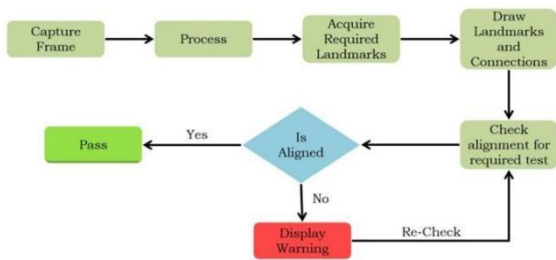 Capture
Frame
Process
Acquire
Required
Landmarks
Draw
Landmarks
and
Connections
Check
alignment for
required test
Is
Aligned
Yes
Pass
No
Display
Warning
Re-Check